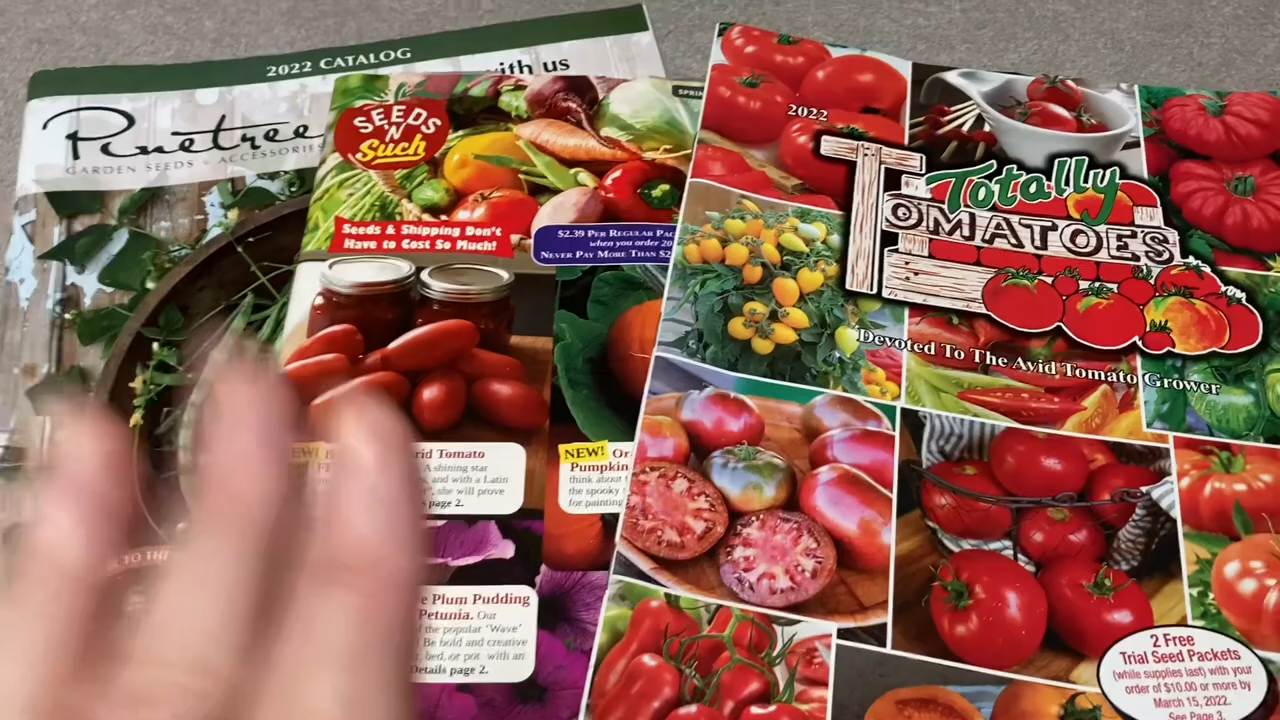 2022 CATALOG
with us
Pinetree
GARDEN SEEDS • ACCESSORIES
SEEDS
'N
Such
Seeds & Shipping Don't
Have to Cost So Much!
$2.39 PER REGULAR
when you order 20
NEVER PAY MORE THAN
NEW!
Tomato
A shining star
and with a Latin
she will prove
page 2.
NEW!
Pumpkin
think about
the spooky
for painting
Plum Pudding
Petunia. Our
the popular 'Wave'
Be bold and creative
bed, or pot with an
Details page 2.
2022
Totally
TOMATOES
Devoted To The Avid Tomato Grower
2 Free
Trial Seed Packets
(while supplies last) with your
order of $10.00 or more by
March 15, 2022.
See Page 3.